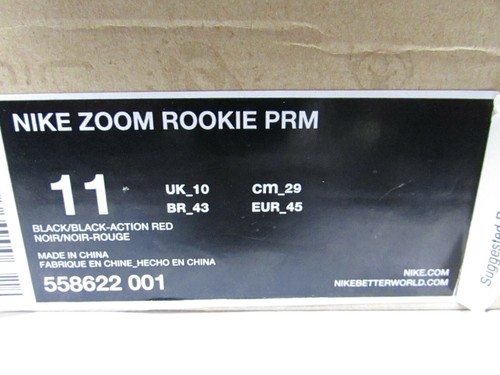 NIKE ZOOM ROOKIE PRM
11
UK_10 cm_29
BR_43 EUR_45
BLACK/BLACK-ACTION RED
NOIR/NOIR-ROUGE
MADE IN CHINA
FABRIQUE EN CHINE_HECHO EN CHINA
558622 001
NIKE.COM
NIKEBETTERWORLD.COM
Suggested